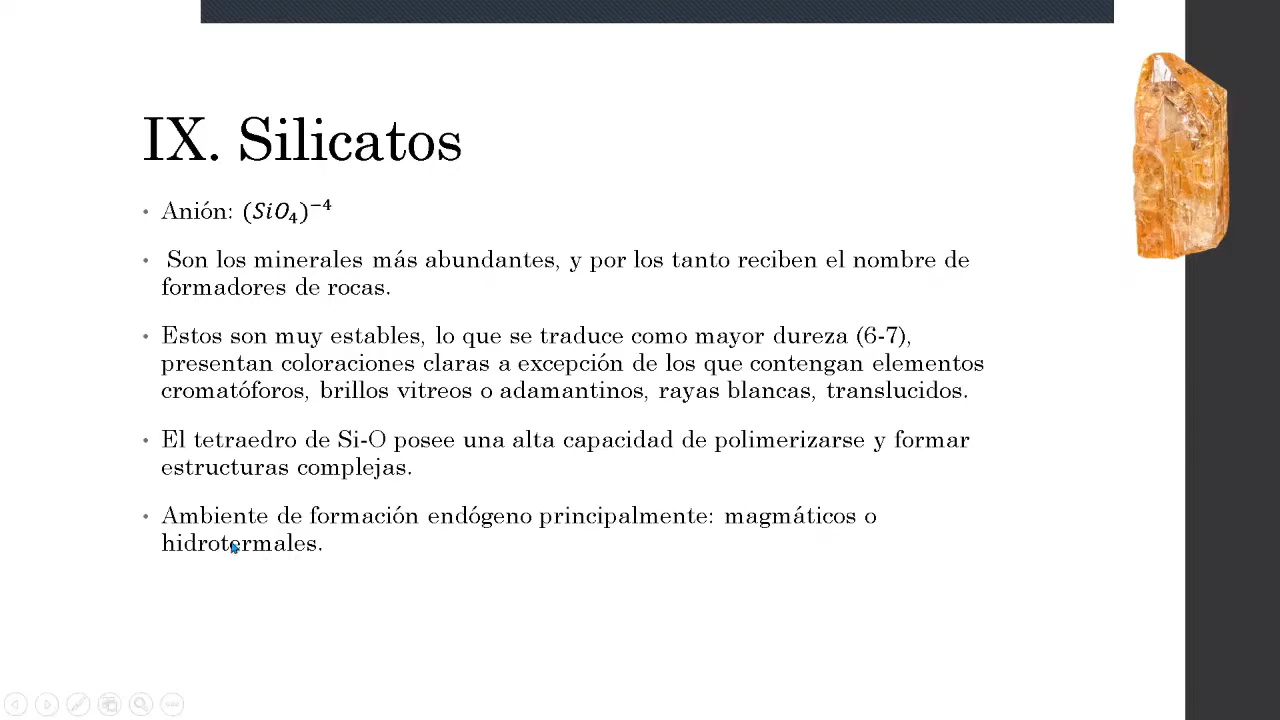 IX. Silicatos
• Anión: (SiO₄)⁻⁴
• Son los minerales más abundantes, y por los tanto reciben el nombre de
formadores de rocas.
• Estos son muy estables, lo que se traduce como mayor dureza (6-7),
presentan coloraciones claras a excepción de los que contengan elementos
cromatóforos, brillos vitreos o adamantinos, rayas blancas, translucidos.
• El tetraedro de Si-O posee una alta capacidad de polimerizarse y formar
estructuras complejas.
• Ambiente de formación endógeno principalmente: magmáticos o
hidrotermales.